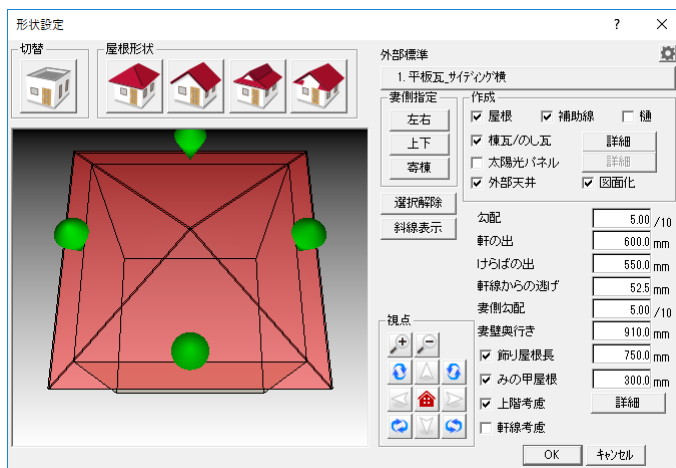 形状設定
? ×
切替
屋根形状
外部標準
1. 平板瓦_サイディング横
妻側指定
左右
上下
寄棟
作成
屋根
補助線
樋
棟瓦/のし瓦
詳細
太陽光パネル
詳細
外部天井
図面化
選択解除
斜線表示
勾配 5.00 /10
軒の出 600.0 mm
けらばの出 550.0 mm
軒線からの逃げ 52.5 mm
妻側勾配 5.00 /10
妻壁奥行き 910.0 mm
飾り屋根長 750.0 mm
みの甲屋根 300.0 mm
上階考慮 詳細
軒線考慮
視点
OK キャンセル